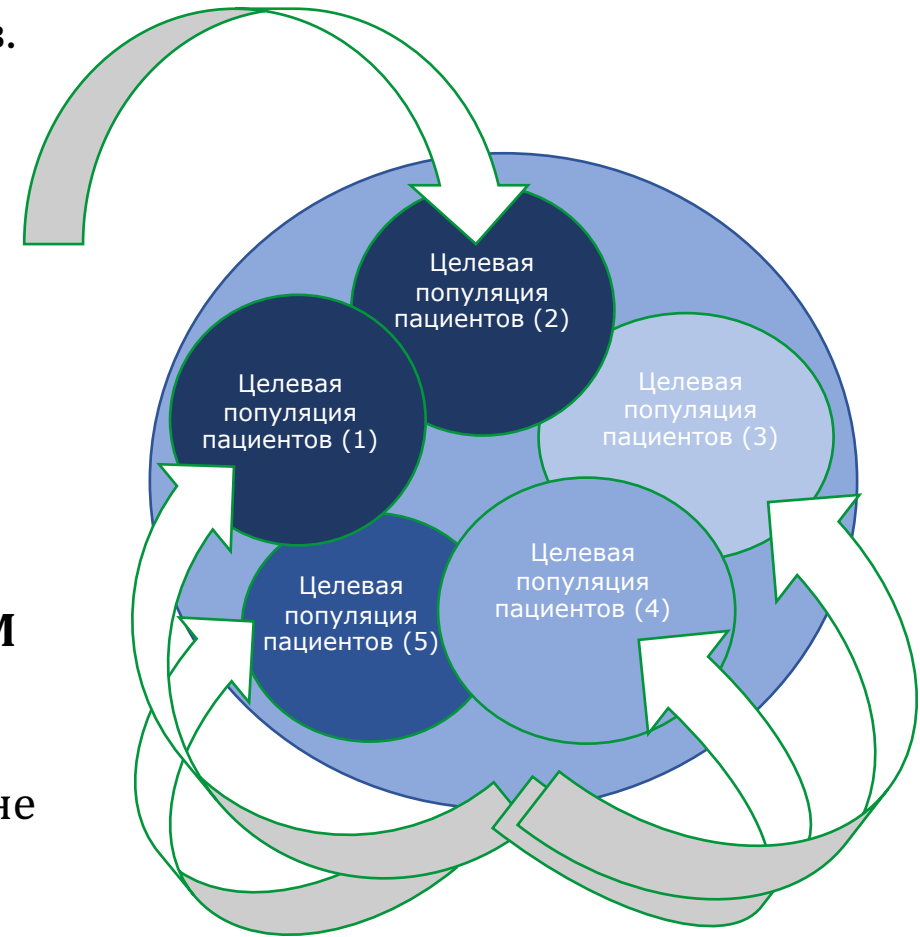 в.
Целевая
популяция
пациентов (2)
Целевая
популяция
пациентов (1)
Целевая
популяция
пациентов (3)
Целевая
популяция
пациентов (4)
Целевая
популяция
пациентов (5)
М
не